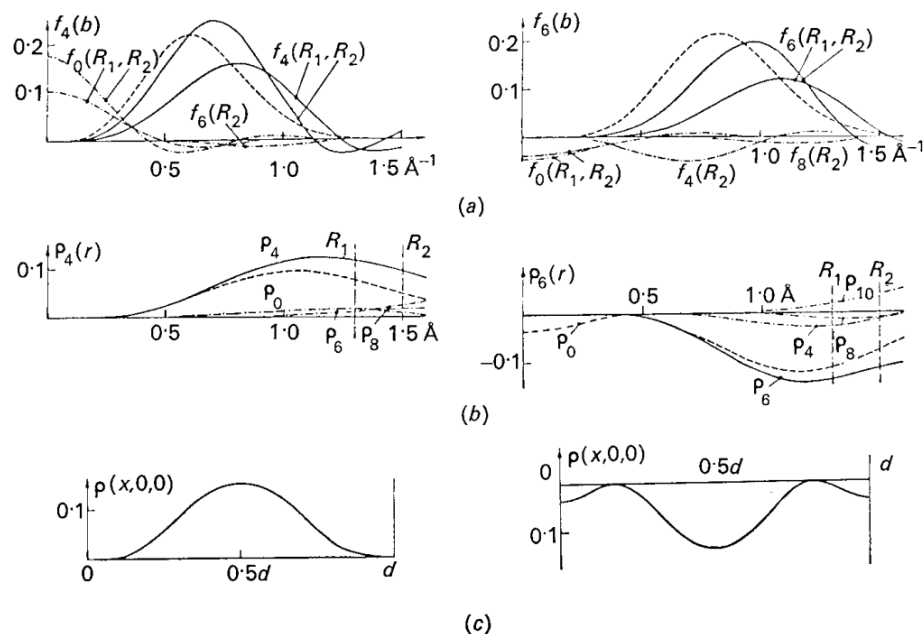 f₄(b)
0·2
0·1
f₀(R₁, R₂)
f₄(R₁, R₂)
f₆(R₂)
0·5
1·0
1·5 Å⁻¹
f₆(b)
0·2
0·1
f₆(R₁, R₂)
1·0
1·5 Å⁻¹
f₀(R₁, R₂)
f₄(R₂)
f₈(R₂)
(a)
ρ₄(r)
0·1
ρ₄
R₁
R₂
ρ₀
ρ₆
ρ₈
0·5
1·0
1·5 Å
ρ₆(r)
0·5
1·0 Å
R₁
ρ₁₀
R₂
ρ₀
−0·1
ρ₄
ρ₈
ρ₆
(b)
ρ(x,0,0)
0·1
0
0·5d
d
0
ρ(x,0,0)
0·5d
d
0·1
(c)